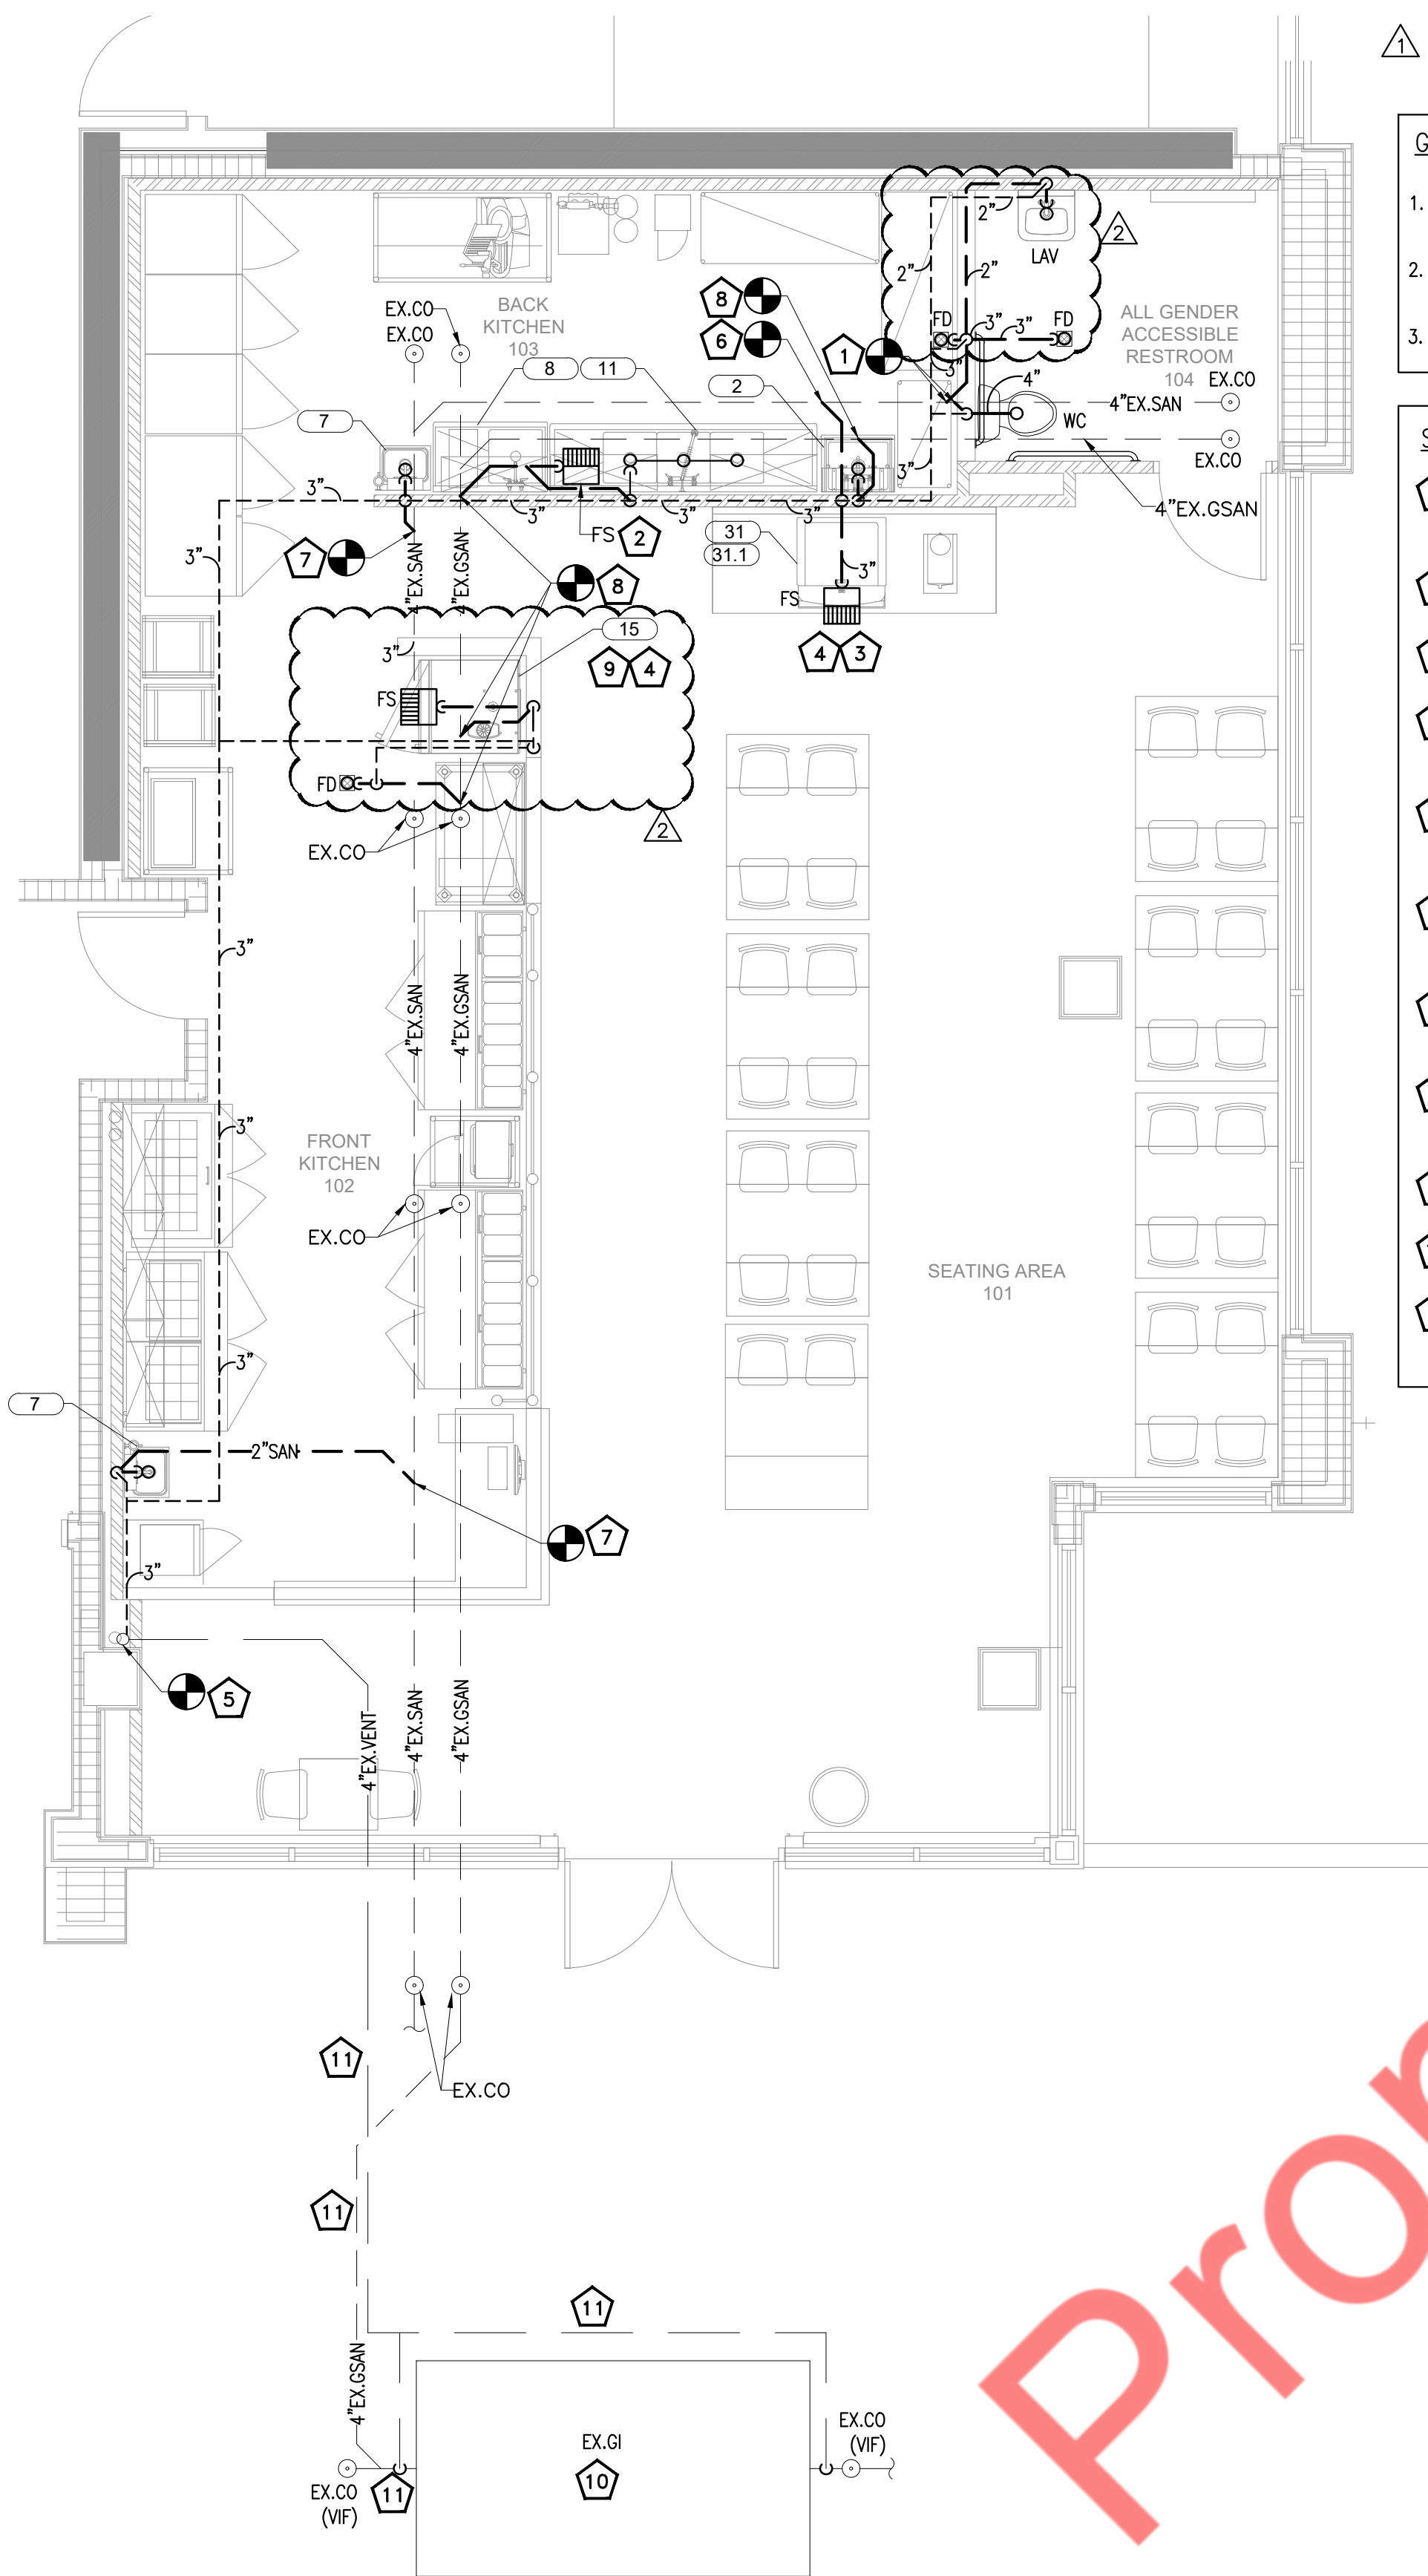 1
G
1.
2.
3.
S
2"
LAV
2
2"
2"
8
EX.CO
EX.CO
BACK
KITCHEN
103
6
1
FD
3"
3"
FD
ALL GENDER
ACCESSIBLE
RESTROOM
104
3"
8
11
2
4"
EX.CO
4"EX.SAN
7
WC
EX.CO
3"
3"
3"
3"
3"
4"EX.GSAN
FS
2
31
31.1
7
3"
4"EX.SAN
4"EX.GSAN
8
3"
FS
15
4
3
3"
9
4
FS
FD
2
EX.CO
3"
4"EX.SAN
4"EX.GSAN
3"
FRONT
KITCHEN
102
EX.CO
SEATING AREA
101
3"
7
2"SAN
7
3"
5
4"EX.VENT
4"EX.SAN
4"EX.GSAN
11
EX.CO
11
11
4"EX.GSAN
EX.GI
10
EX.CO
(VIF)
EX.CO
(VIF)
11
Pro